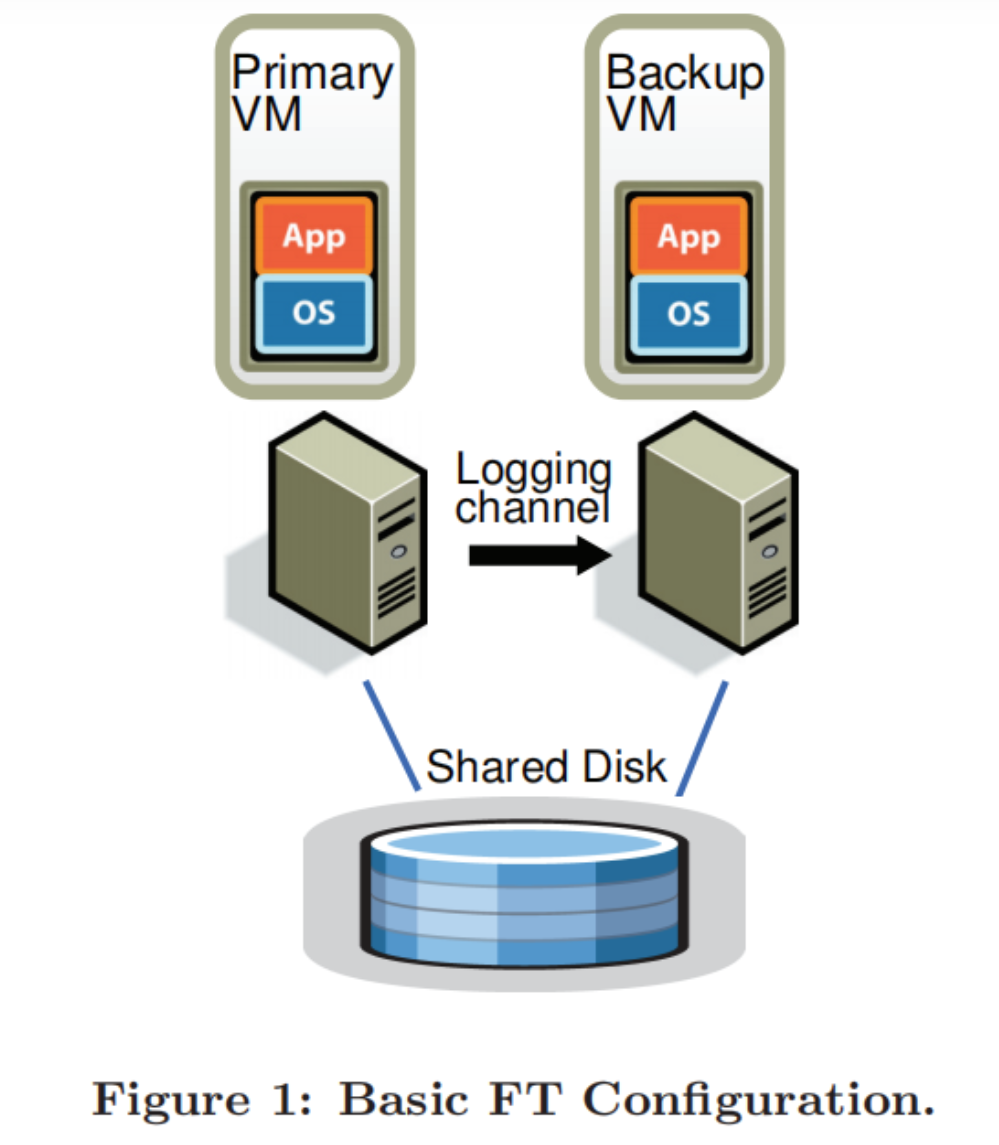 Primary
VM
Backup
VM
App
OS
App
OS
Logging
channel
Shared Disk
Figure 1: Basic FT Configuration.